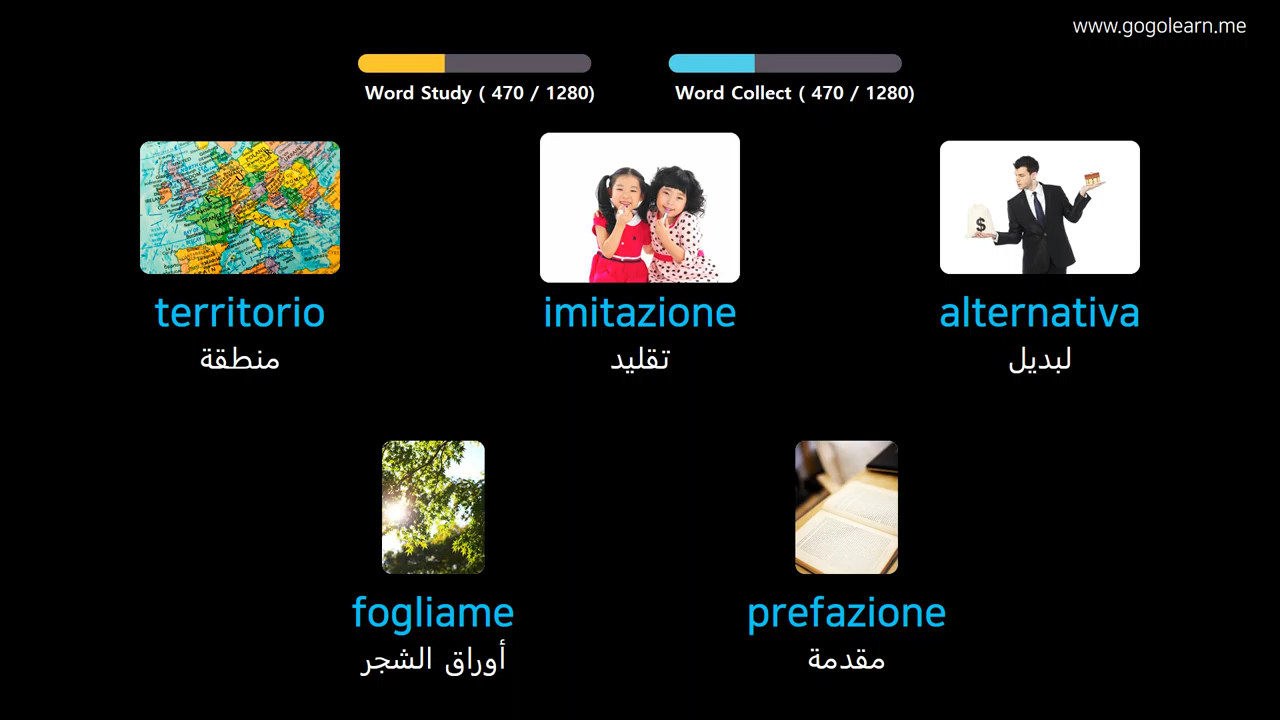 www.gogolearn.me
Word Study ( 470 / 1280)
Word Collect ( 470 / 1280)
territorio
منطقة
imitazione
تقليد
alternativa
لبديل
fogliame
أوراق الشجر
prefazione
مقدمة